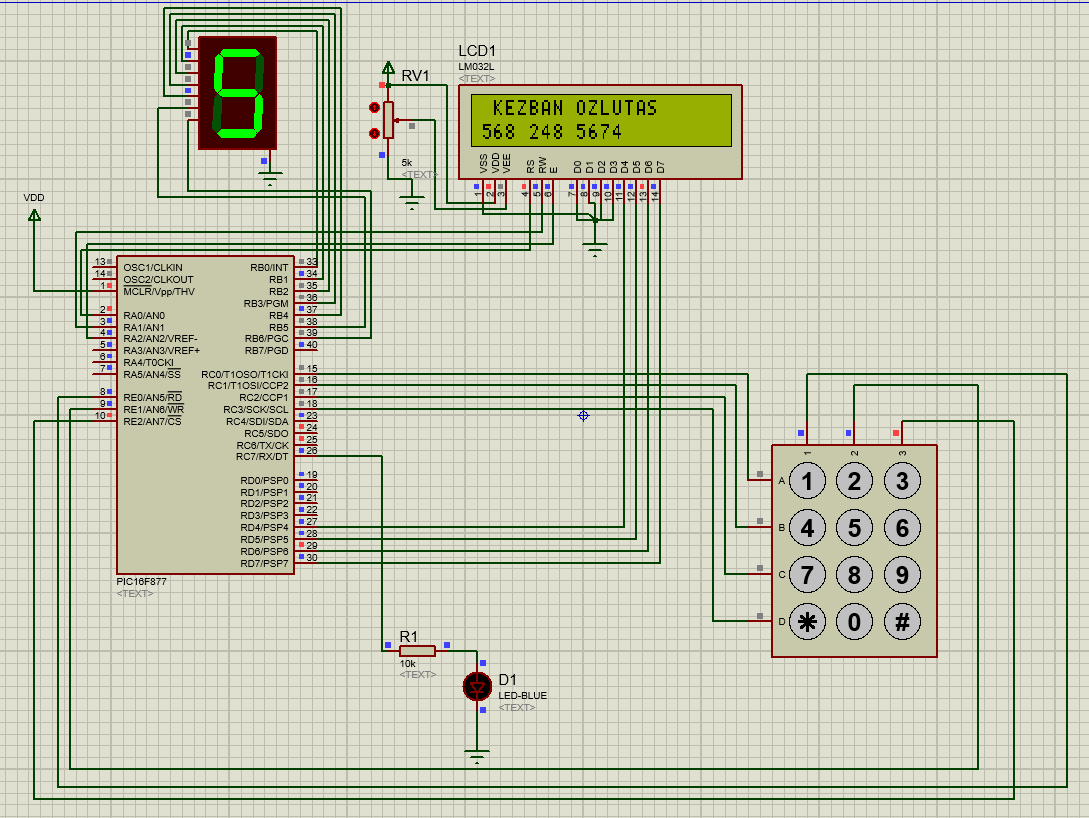 LCD1
LM032L
<TEXT>
RV1
KEZBAN OZLUTAS
568 248 5674
5k
<TEXT>
VSS VDD VEE RS RW E D0 D1 D2 D3 D4 D5 D6 D7
1 2 3 4 5 6 7 8 9 10 11 12 13 14
5
VDD
13 OSC1/CLKIN RB0/INT 33
14 OSC2/CLKOUT RB1 34
1 MCLR/Vpp/THV RB2 35
RB3/PGM 36
2 RA0/AN0 RB4 37
3 RA1/AN1 RB5 38
4 RA2/AN2/VREF- RB6/PGC 39
5 RA3/AN3/VREF+ RB7/PGD 40
6 RA4/T0CKI
7 RA5/AN4/SS RC0/T1OSO/T1CKI 15
RC1/T1OSI/CCP2 16
8 RE0/AN5/RD RC2/CCP1 17
9 RE1/AN6/WR RC3/SCK/SCL 18
10 RE2/AN7/CS RC4/SDI/SDA 23
RC5/SDO 24
RC6/TX/CK 25
RC7/RX/DT 26
RD0/PSP0 19
RD1/PSP1 20
RD2/PSP2 21
RD3/PSP3 22
RD4/PSP4 27
RD5/PSP5 28
RD6/PSP6 29
RD7/PSP7 30
PIC16F877
<TEXT>
1 2 3
A 1 2 3
B 4 5 6
C 7 8 9
D * 0 #
R1
10k
<TEXT>
D1
LED-BLUE
<TEXT>